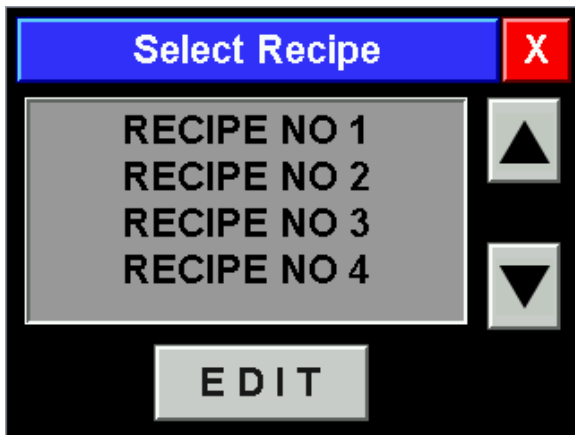 Select Recipe X
RECIPE NO 1
RECIPE NO 2
RECIPE NO 3
RECIPE NO 4
EDIT